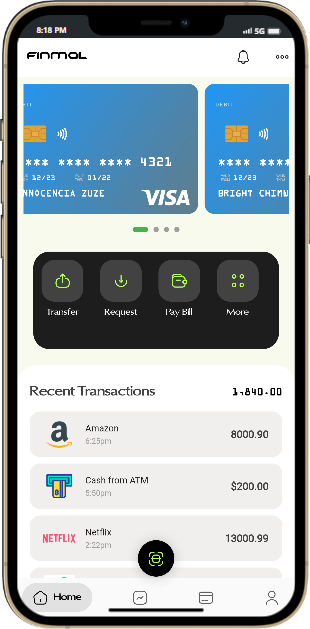 8:18 PM 5G
FINMOL
DEBIT
**** **** **** 4321 **** ****
12/23 01/22 12/23
NNOCENCIA ZUZE VISA BRIGHT CHIMW
Transfer Request Pay Bill More
Recent Transactions 1,840.00
Amazon
6:25pm
8000.90
Cash from ATM
5:50pm
$200.00
NETFLIX
Netflix
2:22pm
13000.99
Home